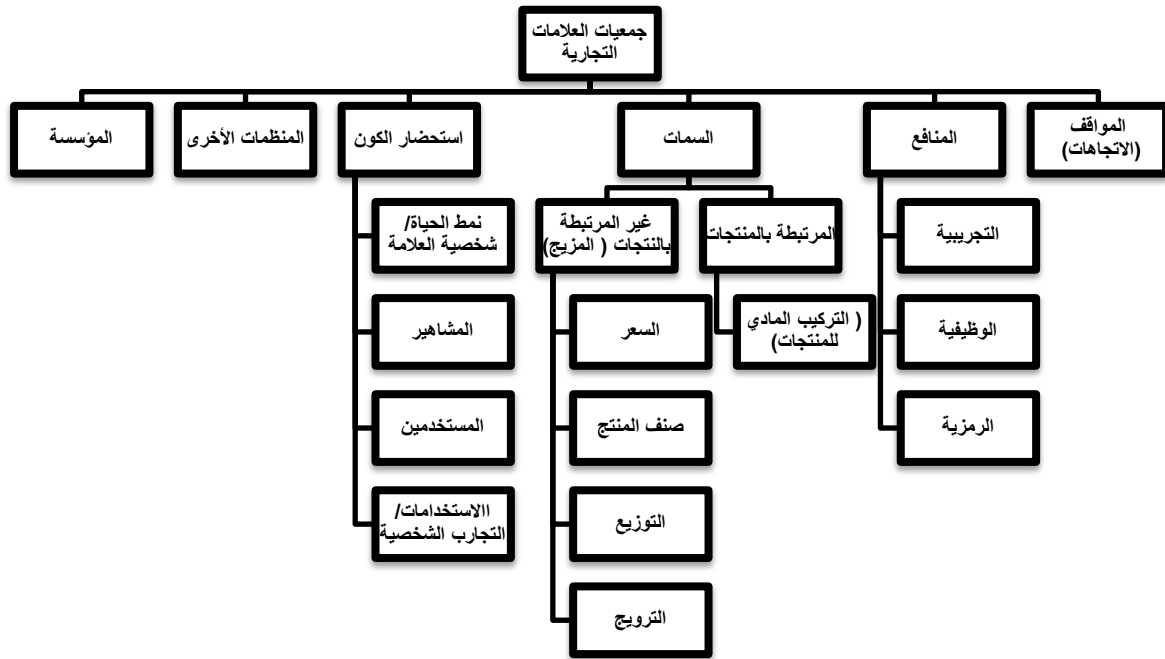 جمعيات العلامات
التجارية
المواقف
(الاتجاهات)
المنافع
السمات
استحضار الكون
المنظمات الأخرى
المؤسسة
التجريبية
الوظيفية
الرمزية
المرتبطة بالمنتجات
( التركيب المادي
للمنتجات)
غير المرتبطة
بالنتجات ( المزيج)
السعر
صنف المنتج
التوزيع
الترويج
نمط الحياة/
شخصية العلامة
المشاهير
المستخدمين
االاستخدامات/
التجارب الشخصية